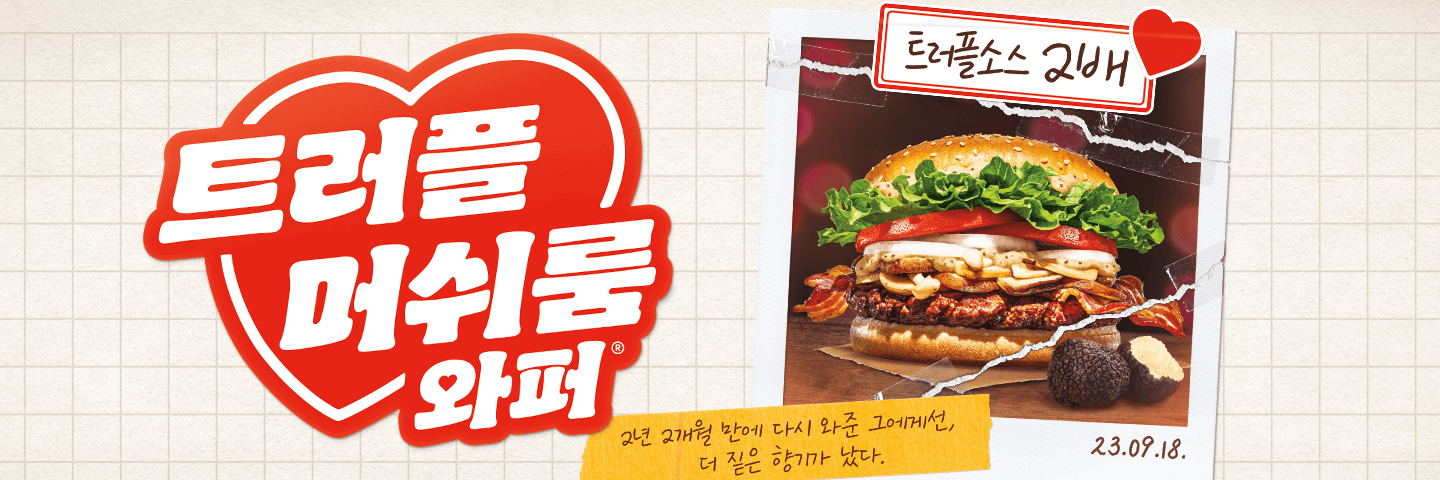 트러플
머쉬룸
와퍼®
트러플소스 2배
2년 2개월 만에 다시 와준 그에게선,
더 짙은 향기가 났다.
23.09.18.